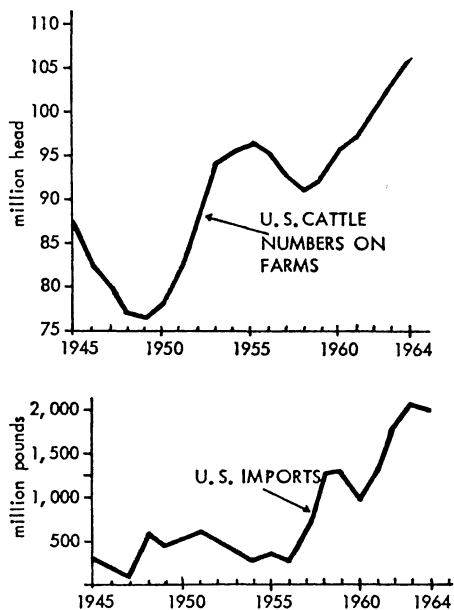 110
105
100
95
90
85
80
75
million head
U.S. CATTLE
NUMBERS ON
FARMS
1945 1950 1955 1960 1964
2,000
1,500
1,000
500
million pounds
U.S. IMPORTS
1945 1950 1955 1960 1964